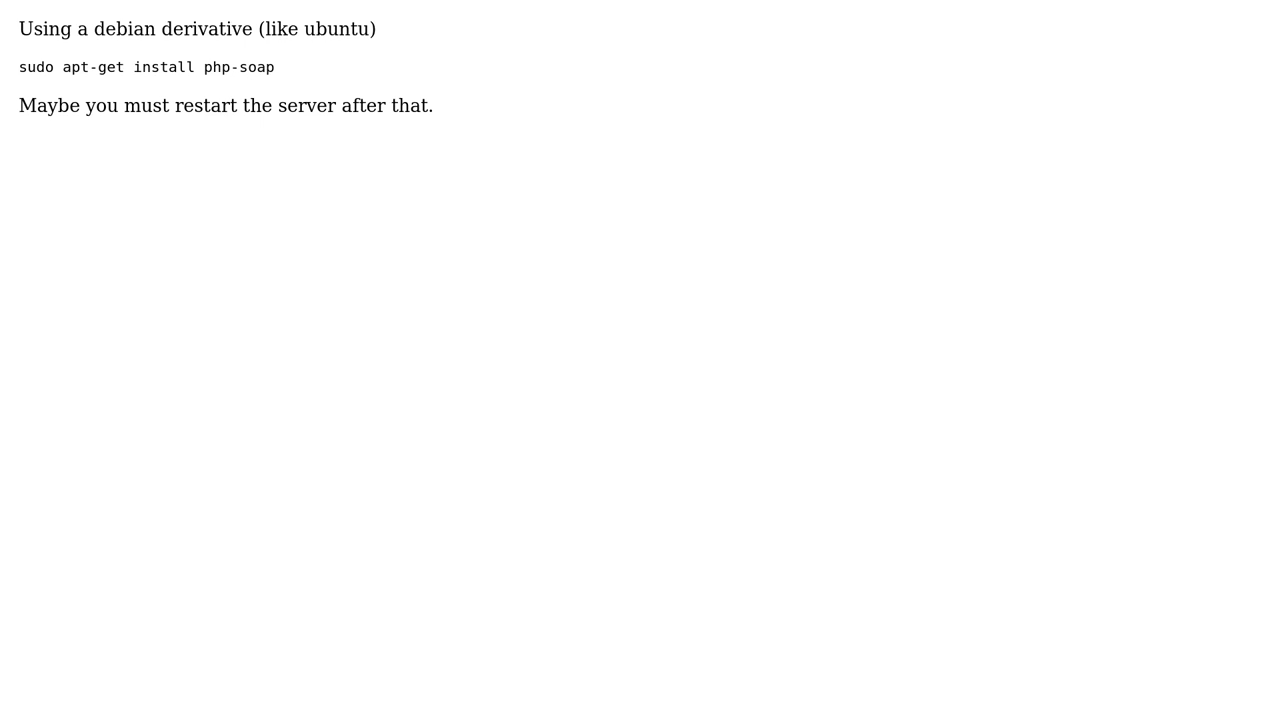 Using a debian derivative (like ubuntu)
sudo apt-get install php-soap
Maybe you must restart the server after that.